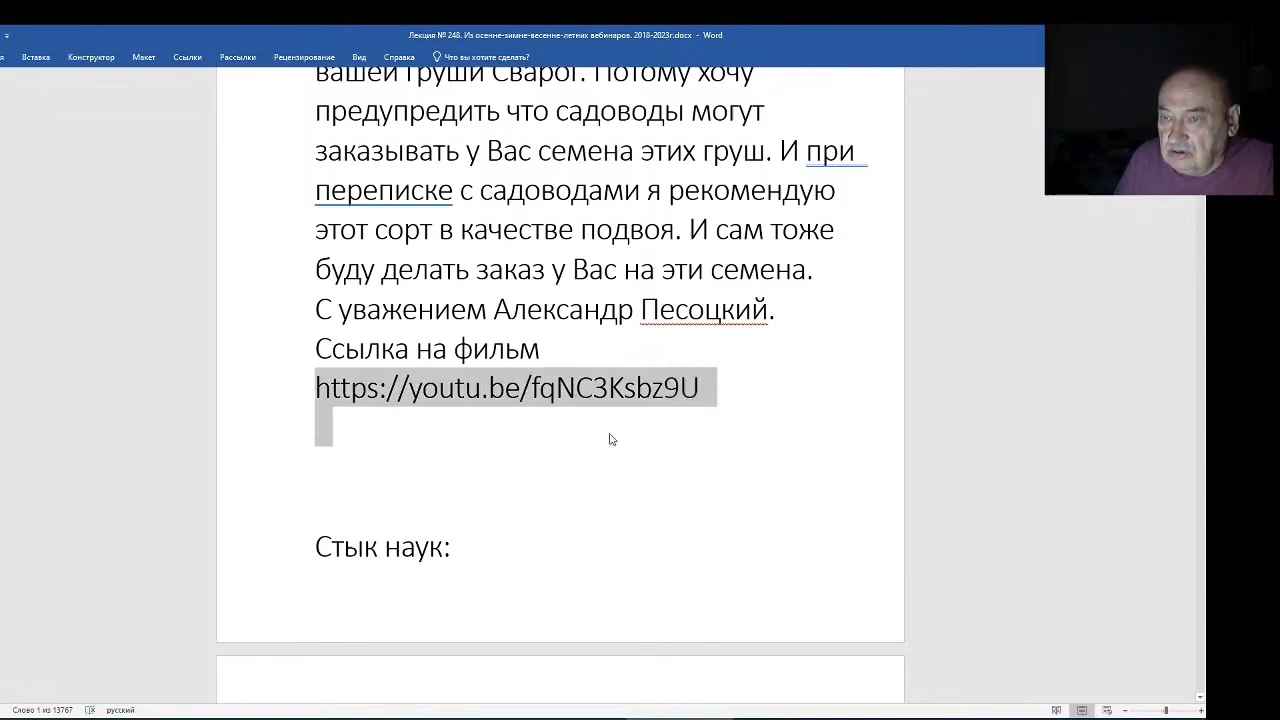 Лекция № 248. Из осенне-зимне-весенне-летних вебинаров. 2018-2023г.docx - Word
Вставка Конструктор Макет Ссылки Рассылки Рецензирование Вид Справка Что вы хотите сделать?
вашей груши Сварог. Потому хочу
предупредить что садоводы могут
заказывать у Вас семена этих груш. И при
переписке с садоводами я рекомендую
этот сорт в качестве подвоя. И сам тоже
буду делать заказ у Вас на эти семена.
С уважением Александр Песоцкий.
Ссылка на фильм
https://youtu.be/fqNC3Ksbz9U
Стык наук:
Слово 1 из 13767 русский